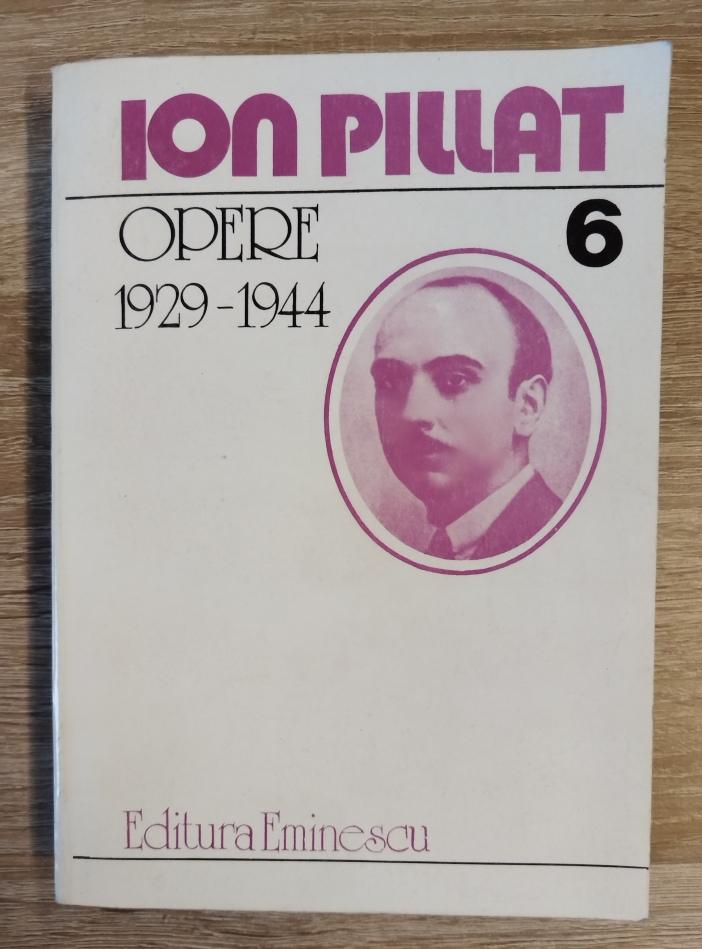 ION PILLAT
OPERE
6
1929-1944
Editura Eminescu